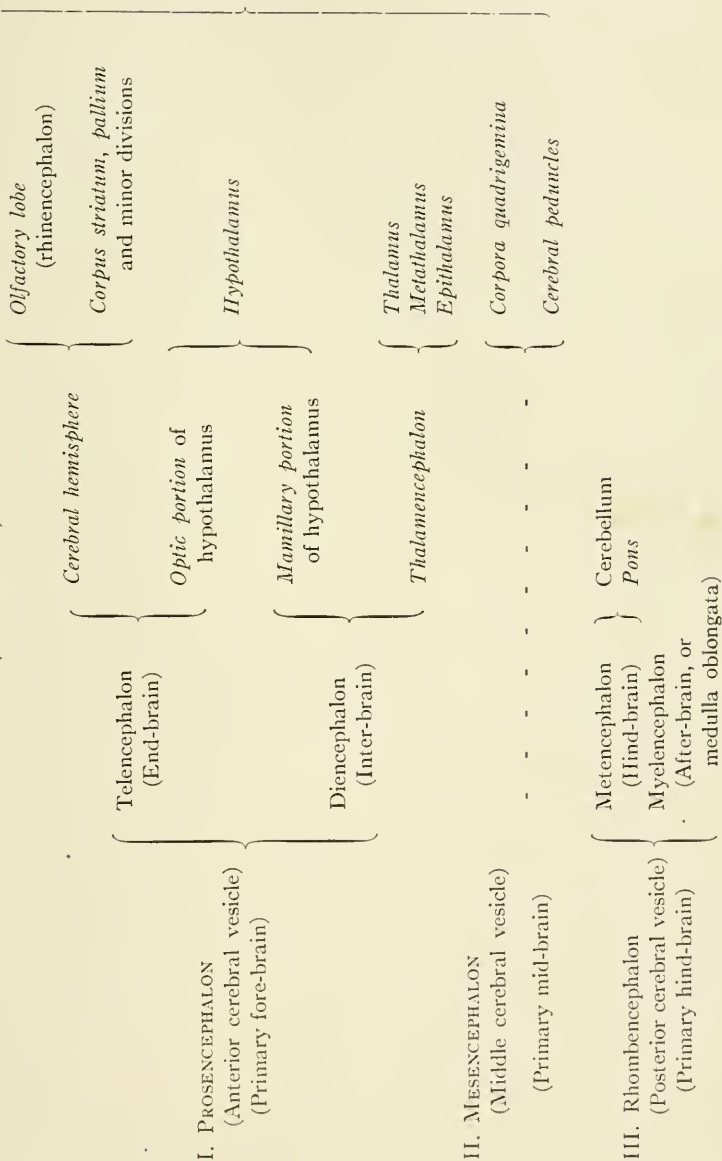 I. PROSENCEPHALON
(Anterior cerebral vesicle)
(Primary fore-brain)
Telencephalon
(End-brain)
Cerebral hemisphere
Olfactory lobe
(rhinencephalon)
Corpus striatum, pallium
and minor divisions
Optic portion of
hypothalamus
Hypothalamus
Diencephalon
(Inter-brain)
Mamillary portion
of hypothalamus
Thalamencephalon
Thalamus
Metathalamus
Epithalamus
II. MESENCEPHALON
(Middle cerebral vesicle)
(Primary mid-brain)
- - - - - - - - - -
Corpora quadrigemina
Cerebral peduncles
III. Rhombencephalon
(Posterior cerebral vesicle)
(Primary hind-brain)
Metencephalon
(Hind-brain)
Cerebellum
Pons
Myelencephalon
(After-brain, or
medulla oblongata)